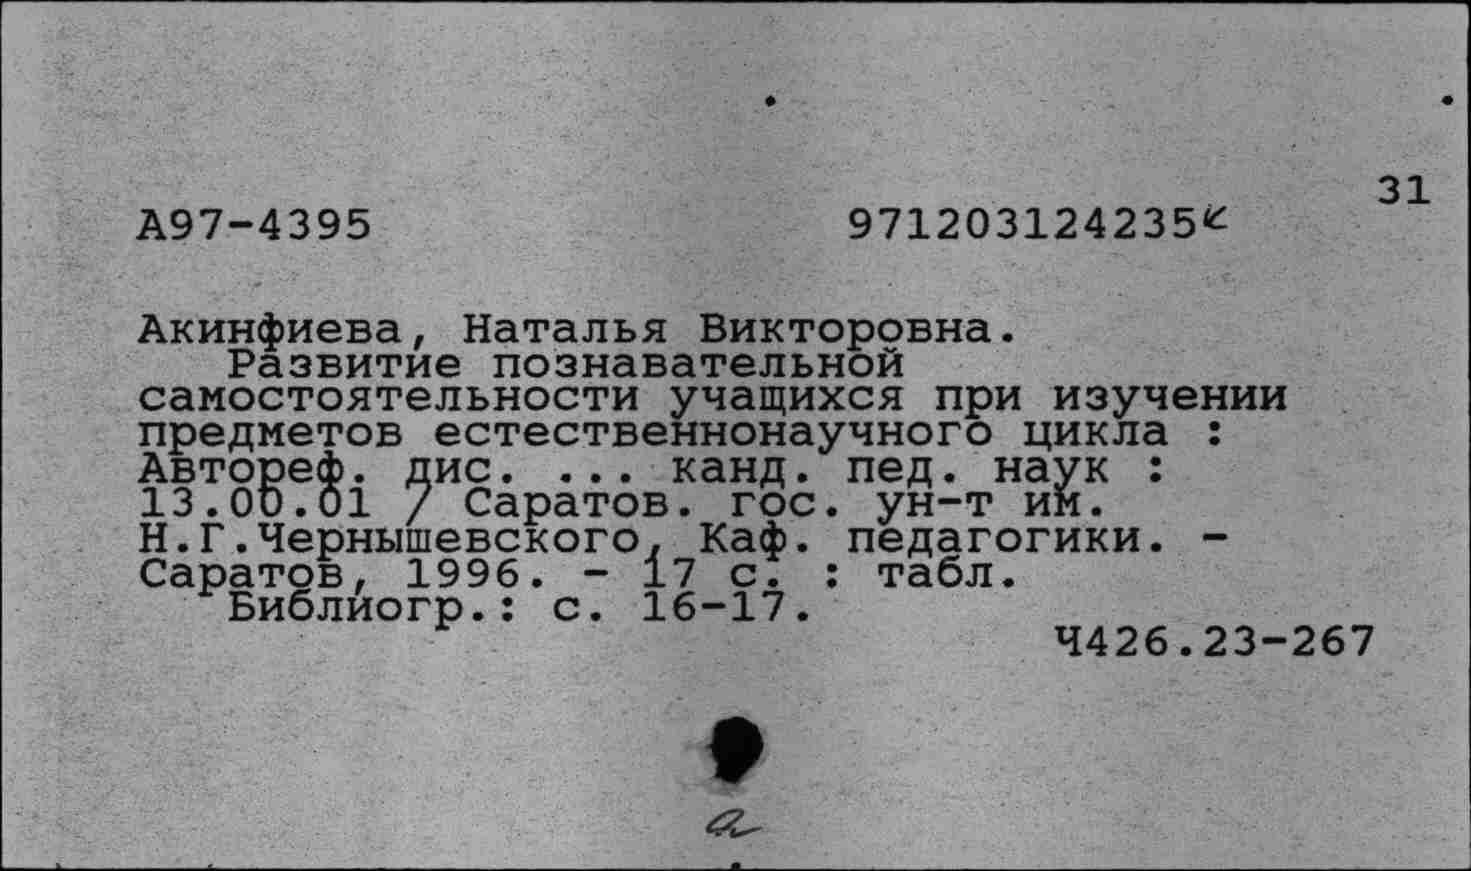 31
А97-4395 971203124235
Акинфиева, Наталья Викторовна.
Развитие познавательной
самостоятельности учащихся при изучении
предметов естественнонаучного цикла :
Автореф. дис. ... канд. пед. наук :
13.00.01 / Саратов. гос. ун-т им.
Н.Г.Чернышевского, Каф. педагогики. -
Саратов, 1996. - 17 с. : табл.
Библиогр.: с. 16-17.
Ч426.23-267
а